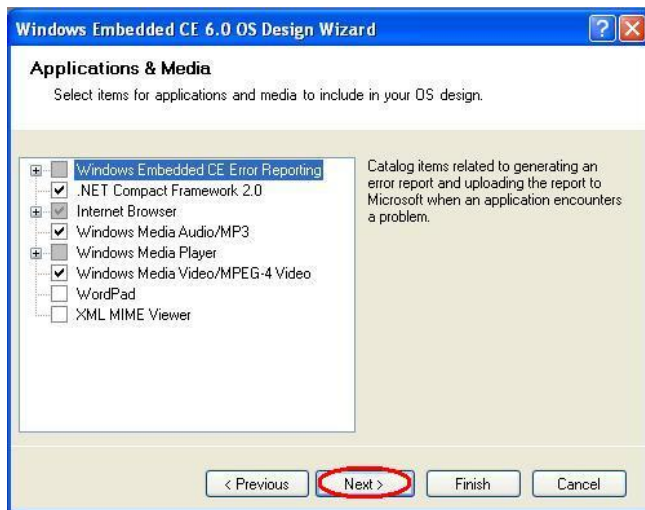 Windows Embedded CE 6.0 OS Design Wizard
Applications & Media
Select items for applications and media to include in your OS design.
Windows Embedded CE Error Reporting
.NET Compact Framework 2.0
Internet Browser
Windows Media Audio/MP3
Windows Media Player
Windows Media Video/MPEG-4 Video
WordPad
XML MIME Viewer
Catalog items related to generating an
error report and uploading the report to
Microsoft when an application encounters
a problem.
< Previous Next > Finish Cancel